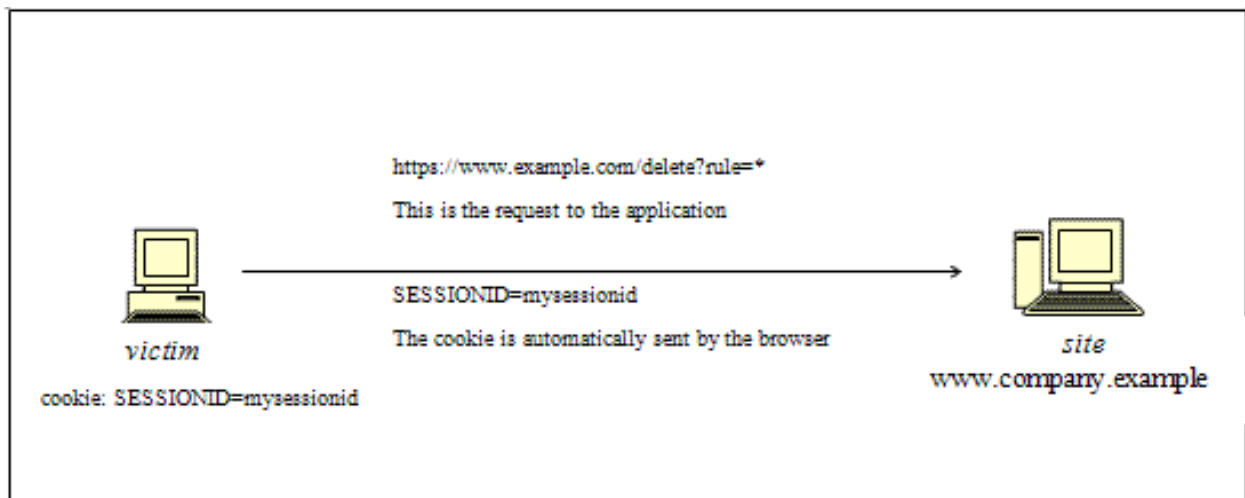 https://www.example.com/delete?rule=*
This is the request to the application
SESSIONID=mysessionid
The cookie is automatically sent by the browser
victim
cookie: SESSIONID=mysessionid
site
www.company.example